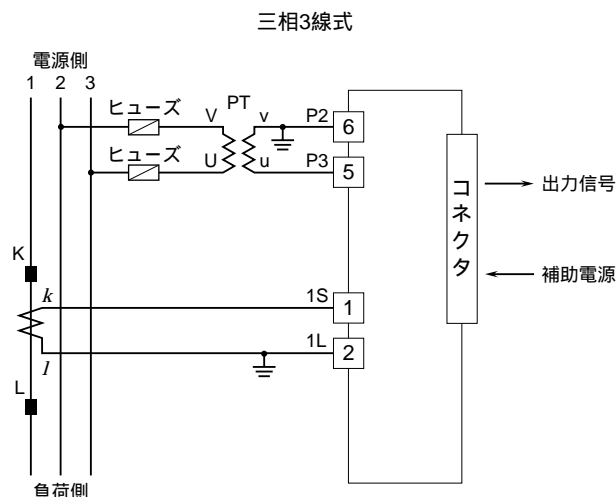 三相3線式
電源側
1 2 3
ヒューズ
PT
V
v
P2
6
ヒューズ
U
u
P3
5
コネクタ
出力信号
補助電源
K
k
1S
1
l
1L
2
L
負荷側